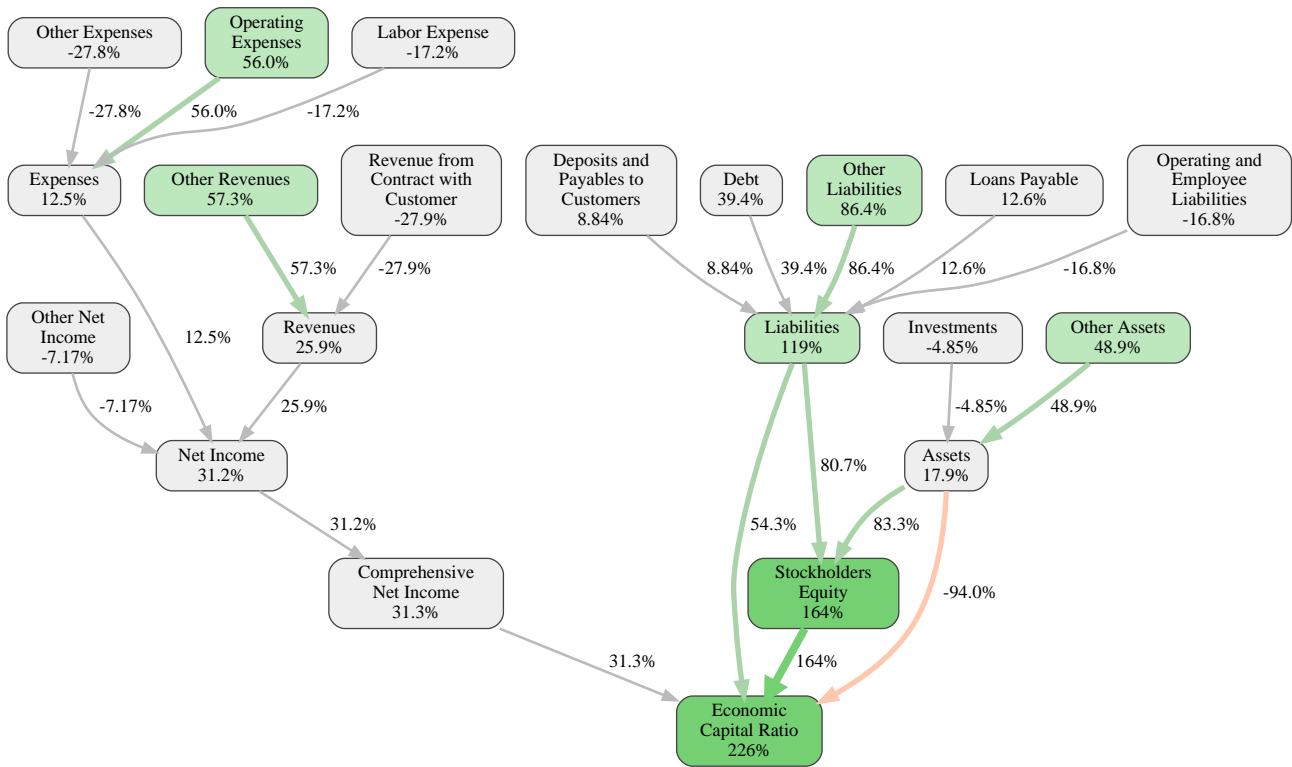 Other Expenses
-27.8%
Operating
Expenses
56.0%
Labor Expense
-17.2%
-27.8%
56.0%
-17.2%
Expenses
12.5%
Other Revenues
57.3%
Revenue from
Contract with
Customer
-27.9%
Deposits and
Payables to
Customers
8.84%
Debt
39.4%
Other
Liabilities
86.4%
Loans Payable
12.6%
Operating and
Employee
Liabilities
-16.8%
57.3%
-27.9%
8.84%
39.4%
86.4%
12.6%
-16.8%
Other Net
Income
-7.17%
12.5%
Revenues
25.9%
Liabilities
119%
Investments
-4.85%
Other Assets
48.9%
-7.17%
25.9%
-4.85%
48.9%
Net Income
31.2%
80.7%
Assets
17.9%
31.2%
54.3%
83.3%
Comprehensive
Net Income
31.3%
Stockholders
Equity
164%
-94.0%
31.3%
164%
Economic
Capital Ratio
226%